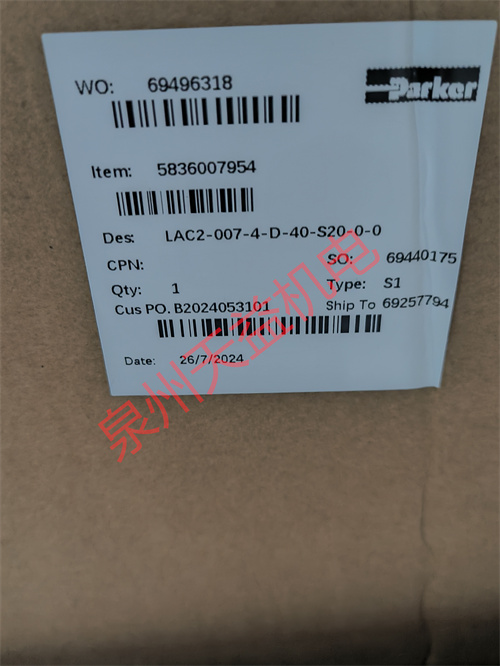 WO: 69496318
Parker
Item: 5836007954
Des: LAC2-007-4-D-40-S20-0-0
CPN:
SO: 69440175
Qty: 1
Type: S1
Cus PO. B2024053101
Ship To 69257794
Date: 26/7/2024
泉州天益机电